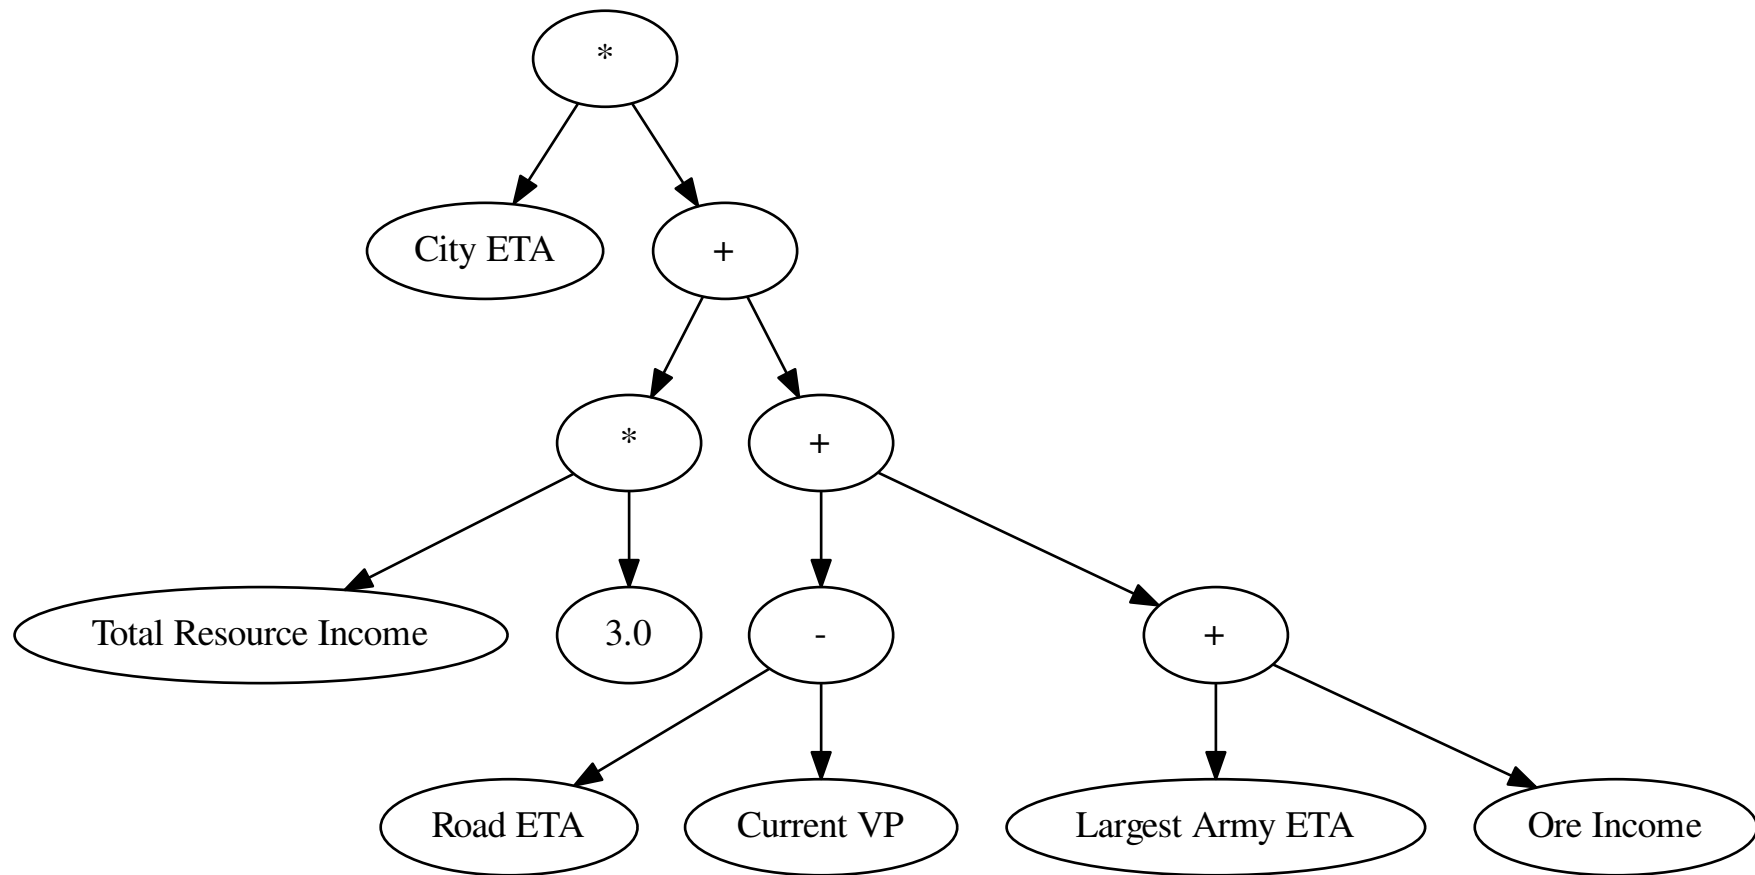 *
City ETA
+
*
+
Total Resource Income
3.0
-
+
Road ETA
Current VP
Largest Army ETA
Ore Income